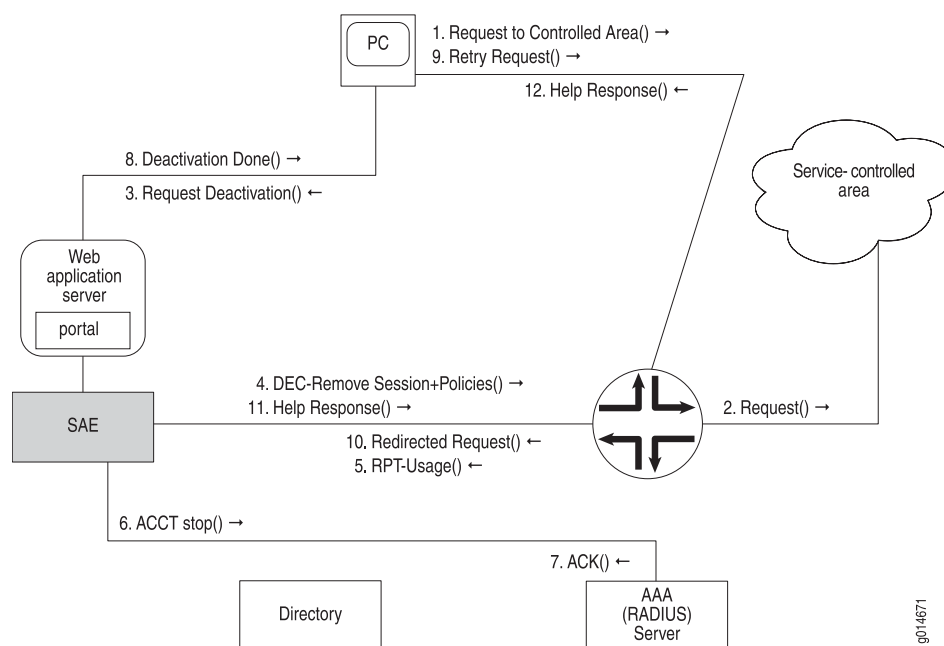 PC
1. Request to Controlled Area() →
9. Retry Request() →
12. Help Response() ←
8. Deactivation Done() →
3. Request Deactivation() ←
Service- controlled
area
Web
application
server
portal
4. DEC-Remove Session+Policies() →
11. Help Response() →
2. Request() →
SAE
10. Redirected Request() ←
5. RPT-Usage() ←
6. ACCT stop() →
7. ACK() ←
Directory
AAA
(RADIUS)
Server
g014671